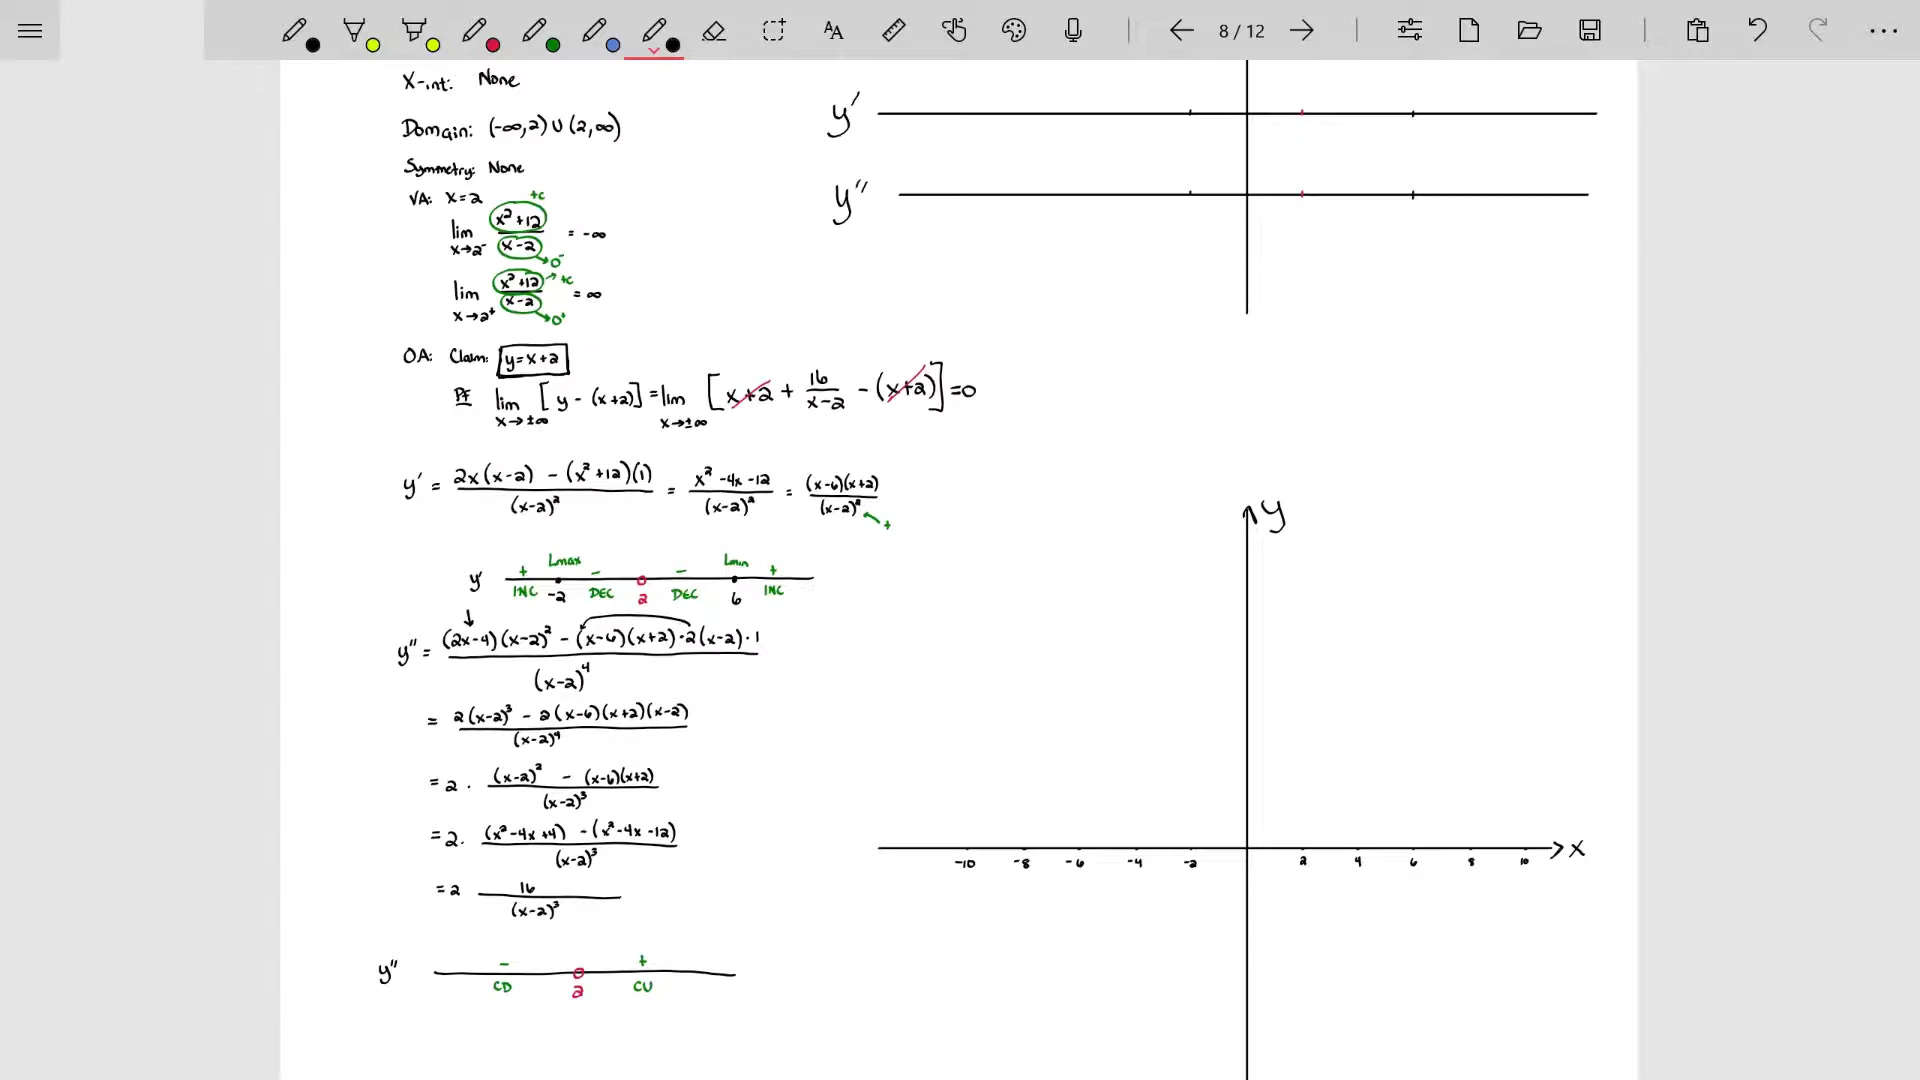 8 / 12
X-int: None
Domain: (-∞,2) ∪ (2,∞)
Symmetry: None
VA: x=2
lim x→2⁻ (x²+12)/(x-2) = -∞
+c
0⁻
lim x→2⁺ (x²+12)/(x-2) = ∞
+c
0⁺
OA: Claim: y=x+2
Pf lim x→±∞ [y - (x+2)] = lim x→±∞ [x+2 + 16/(x-2) - (x+2)] = 0
y' = (2x(x-2) - (x²+12)(1))/(x-2)² = (x²-4x-12)/(x-2)² = ((x-6)(x+2))/(x-2)²
+
+ Lmax - - Lmin +
y'
INC -2 DEC 2 DEC 6 INC
y'' = ((2x-4)(x-2)² - (x-6)(x+2)·2(x-2)·1)/(x-2)⁴
= (2(x-2)³ - 2(x-6)(x+2)(x-2))/(x-2)⁴
= 2 · ((x-2)² - (x-6)(x+2))/(x-2)³
= 2 · ((x²-4x+4) - (x²-4x-12))/(x-2)³
= 2 16/(x-2)³
- +
y''
CD 2 CU
y'
y''
y
x
-10 -8 -6 -4 -2 2 4 6 8 10